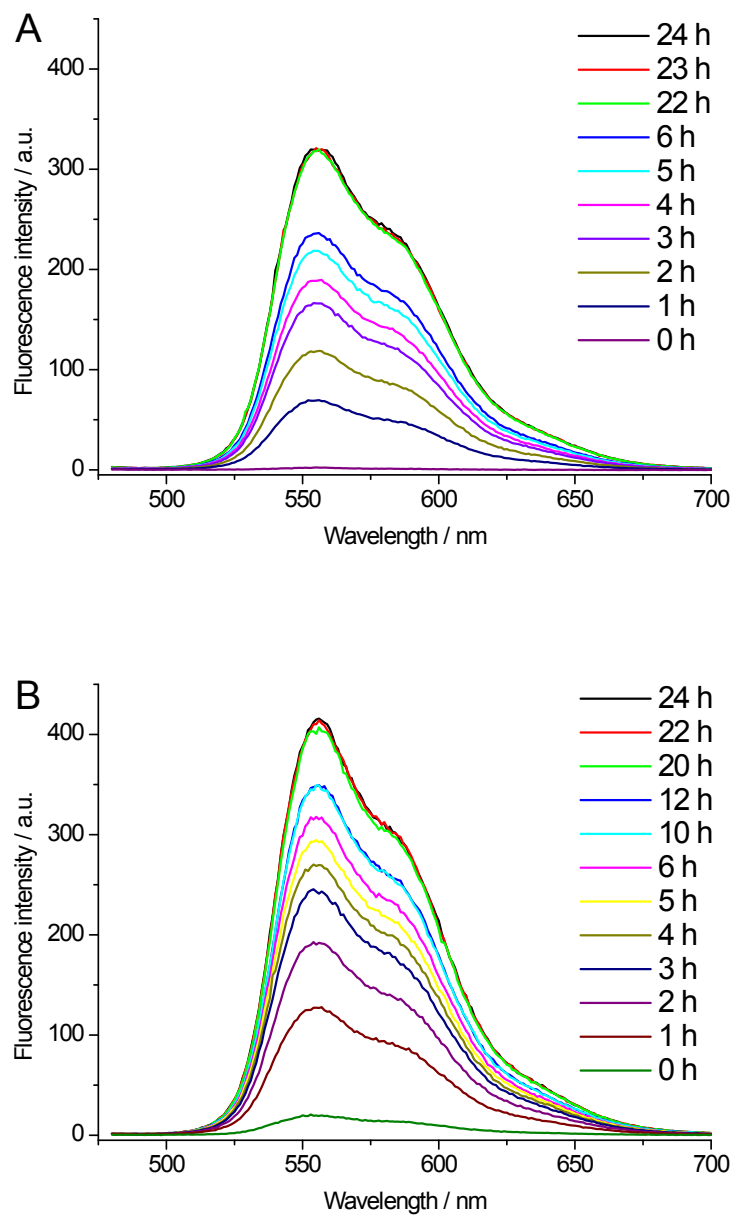 A
400
300
200
100
0
500
550
600
650
700
Fluorescence intensity / a.u.
Wavelength / nm
24 h
23 h
22 h
6 h
5 h
4 h
3 h
2 h
1 h
0 h
B
400
300
200
100
0
500
550
600
650
700
Fluorescence intensity / a.u.
Wavelength / nm
24 h
22 h
20 h
12 h
10 h
6 h
5 h
4 h
3 h
2 h
1 h
0 h